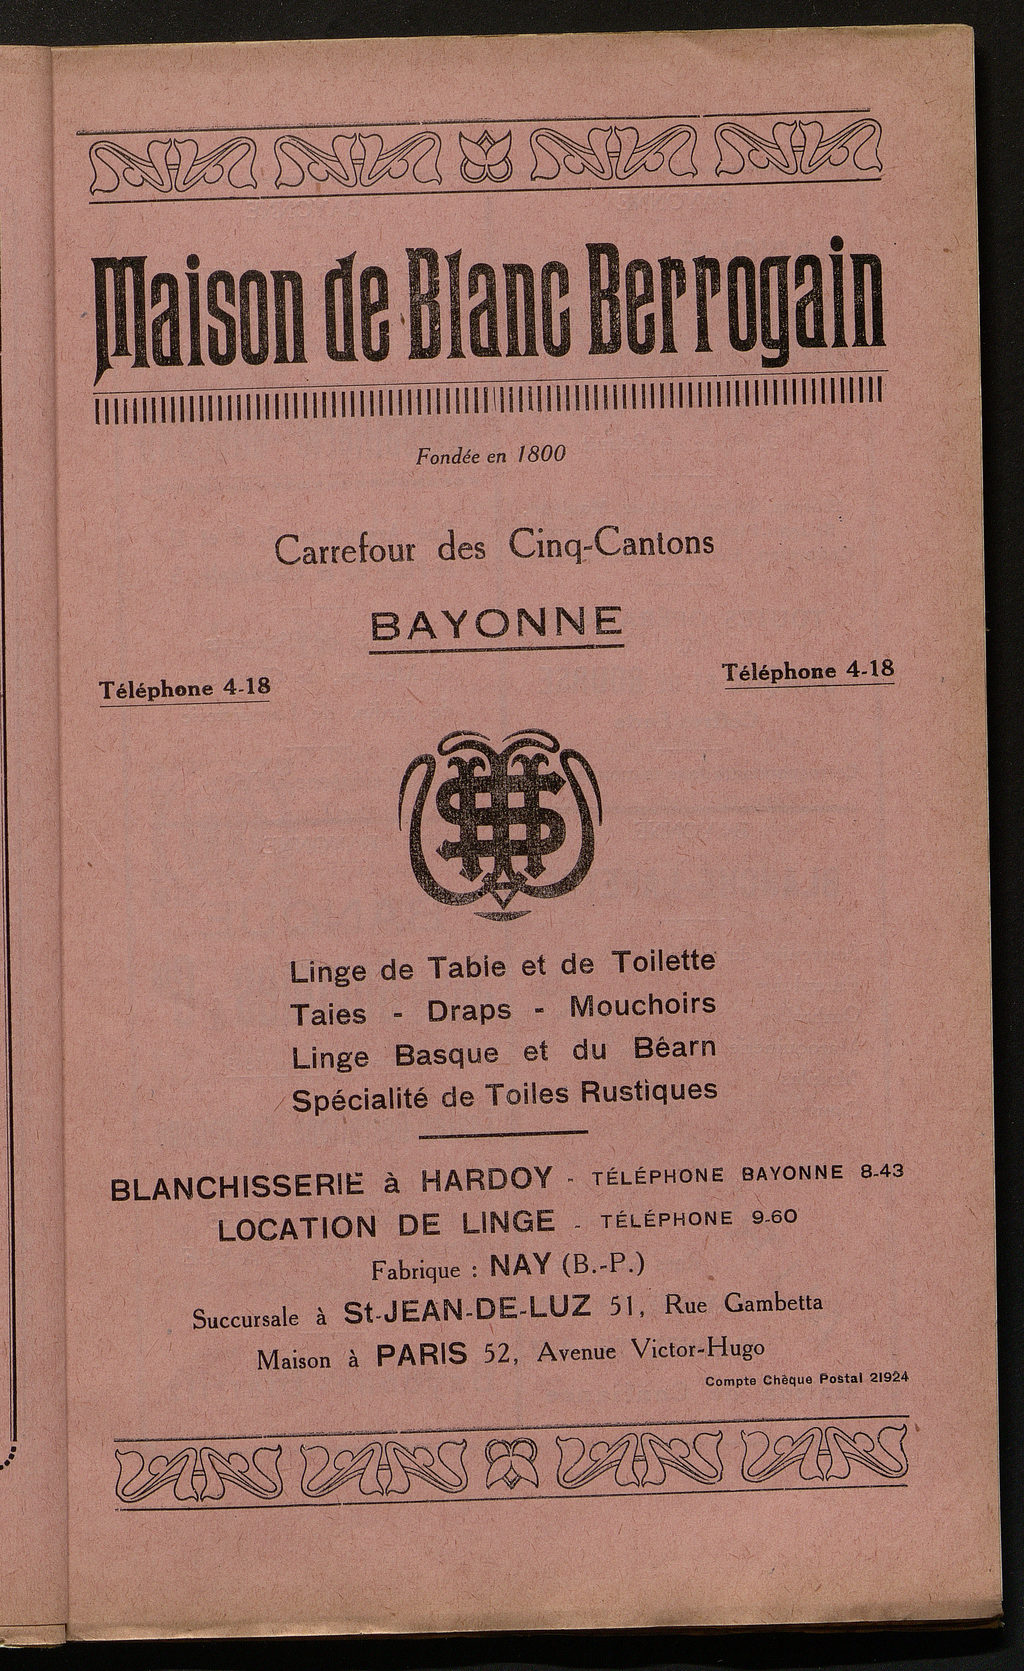 Maison de Blanc Berrogain
Fondée en 1800
Carrefour des Cinq-Cantons
BAYONNE
Téléphone 4-18
Téléphone 4-18
Linge de Table et de Toilette
Taies - Draps - Mouchoirs
Linge Basque et du Béarn
Spécialité de Toiles Rustiques
BLANCHISSERIE à HARDOY - TÉLÉPHONE BAYONNE 8-43
LOCATION DE LINGE - TÉLÉPHONE 9-60
Fabrique : NAY (B.-P.)
Succursale à St-JEAN-DE-LUZ 51, Rue Gambetta
Maison à PARIS 52, Avenue Victor-Hugo
Compte Chèque Postal 21924